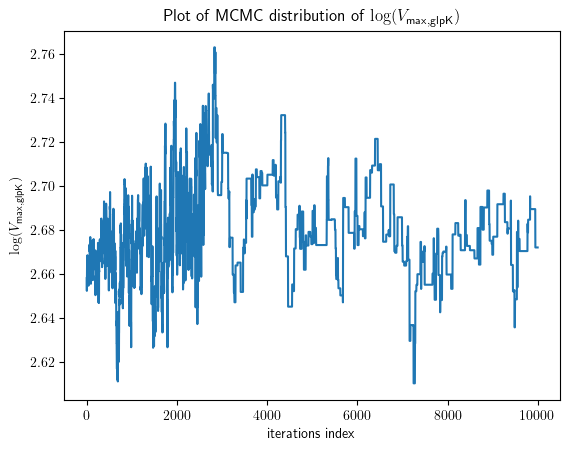 Plot of MCMC distribution of log(V_max,glpK)
2.76
2.74
2.72
2.70
2.68
2.66
2.64
2.62
log(V_max,glpK)
0 2000 4000 6000 8000 10000
iterations index